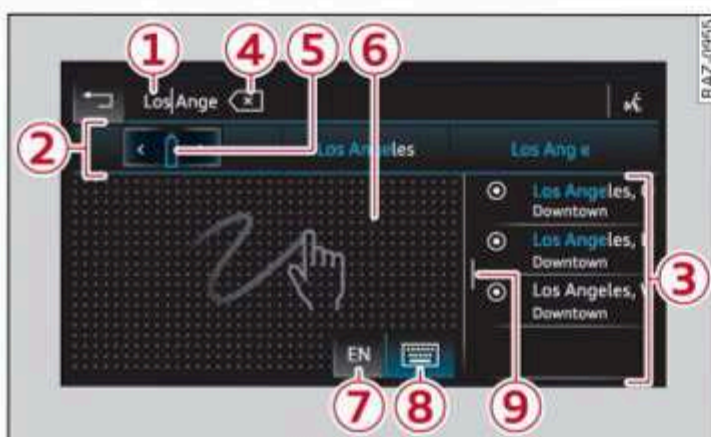 1 4 5 6
BAZ-0955
Los Ange
2
Los Angeles Los Ang e
Los Angeles,
Downtown
Los Angeles,
Downtown
3
Los Angeles,
Downtown
EN
7 8 9